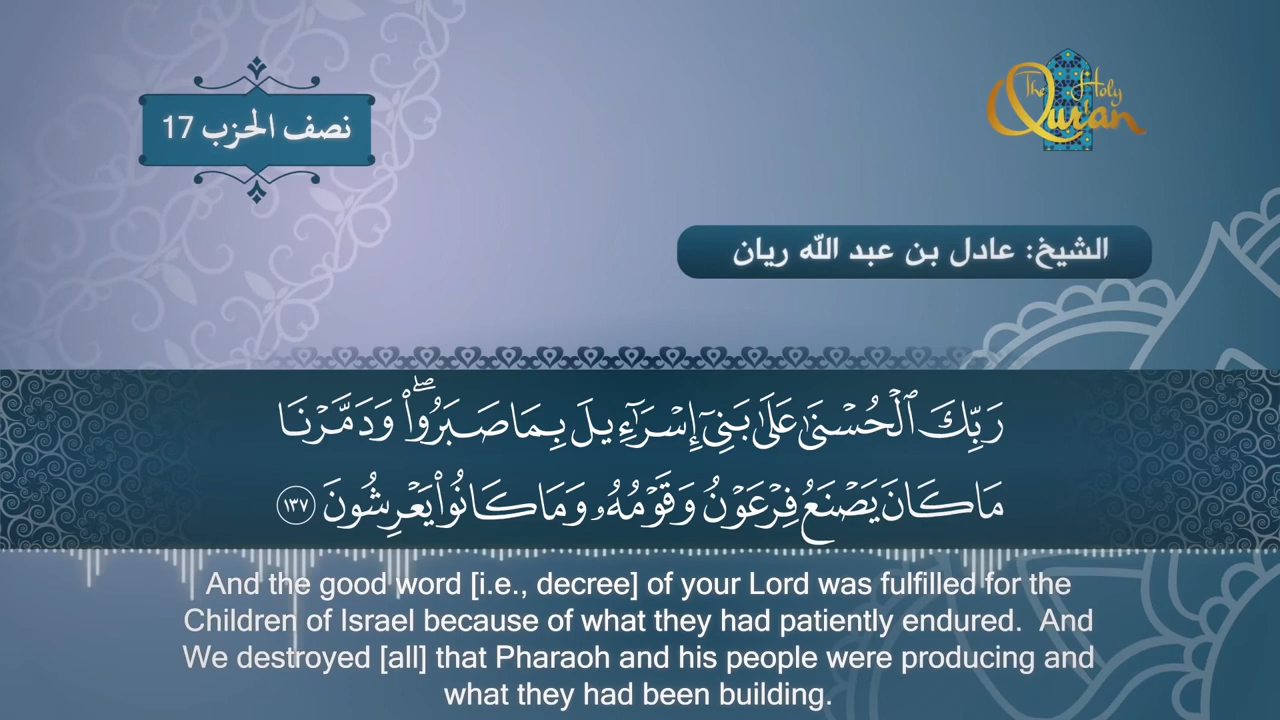 نصف الحزب 17
The Holy
Qur'an
الشيخ: عادل بن عبد الله ريان
رَبِّكَ ٱلْحُسْنَىٰ عَلَىٰ بَنِىٓ إِسْرَٰٓءِيلَ بِمَا صَبَرُوا۟ ۖ وَدَمَّرْنَا
مَا كَانَ يَصْنَعُ فِرْعَوْنُ وَقَوْمُهُۥ وَمَا كَانُوا۟ يَعْرِشُونَ ١٣٧
And the good word [i.e., decree] of your Lord was fulfilled for the
Children of Israel because of what they had patiently endured. And
We destroyed [all] that Pharaoh and his people were producing and
what they had been building.